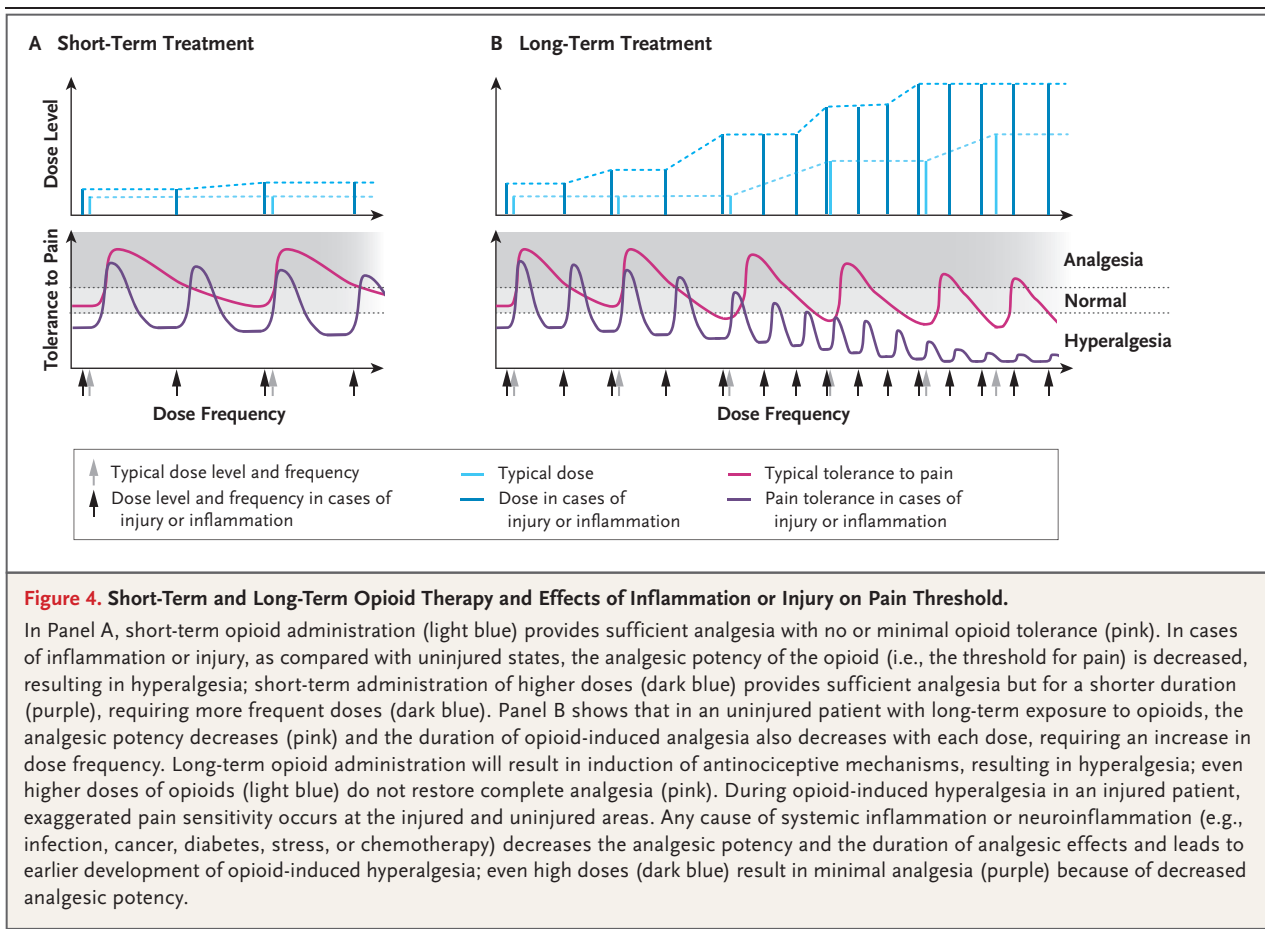 A Short-Term Treatment
Dose Level
Tolerance to Pain
Dose Frequency
B Long-Term Treatment
Analgesia
Normal
Hyperalgesia
Dose Frequency
Typical dose level and frequency
Dose level and frequency in cases of
injury or inflammation
Typical dose
Dose in cases of
injury or inflammation
Typical tolerance to pain
Pain tolerance in cases of
injury or inflammation
Figure 4. Short-Term and Long-Term Opioid Therapy and Effects of Inflammation or Injury on Pain Threshold.
In Panel A, short-term opioid administration (light blue) provides sufficient analgesia with no or minimal opioid tolerance (pink). In cases
of inflammation or injury, as compared with uninjured states, the analgesic potency of the opioid (i.e., the threshold for pain) is decreased,
resulting in hyperalgesia; short-term administration of higher doses (dark blue) provides sufficient analgesia but for a shorter duration
(purple), requiring more frequent doses (dark blue). Panel B shows that in an uninjured patient with long-term exposure to opioids, the
analgesic potency decreases (pink) and the duration of opioid-induced analgesia also decreases with each dose, requiring an increase in
dose frequency. Long-term opioid administration will result in induction of antinociceptive mechanisms, resulting in hyperalgesia; even
higher doses of opioids (light blue) do not restore complete analgesia (pink). During opioid-induced hyperalgesia in an injured patient,
exaggerated pain sensitivity occurs at the injured and uninjured areas. Any cause of systemic inflammation or neuroinflammation (e.g.,
infection, cancer, diabetes, stress, or chemotherapy) decreases the analgesic potency and the duration of analgesic effects and leads to
earlier development of opioid-induced hyperalgesia; even high doses (dark blue) result in minimal analgesia (purple) because of decreased
analgesic potency.